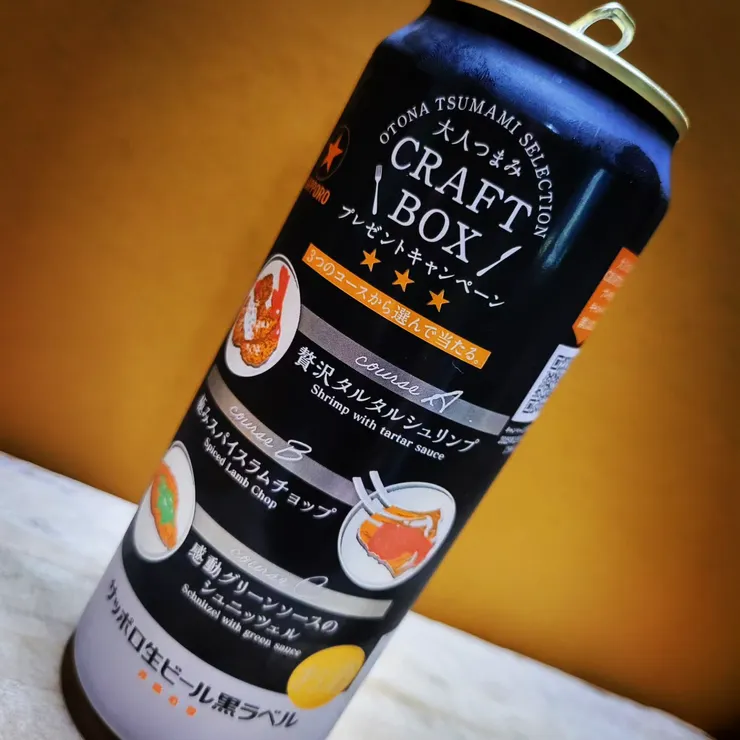 OTONA TSUMAMI SELECTION
大人つまみ
CRAFT
BOX
プレゼントキャンペーン
SAPPORO
3つのコースから選んで当たる。
course A
贅沢タルタルシュリンプ
Shrimp with tartar sauce
course B
極みスパイスラムチョップ
Spiced Lamb Chop
course C
感動グリーンソースの
シュニッツェル
Schnitzel with green sauce
サッポロ生ビール黒ラベル